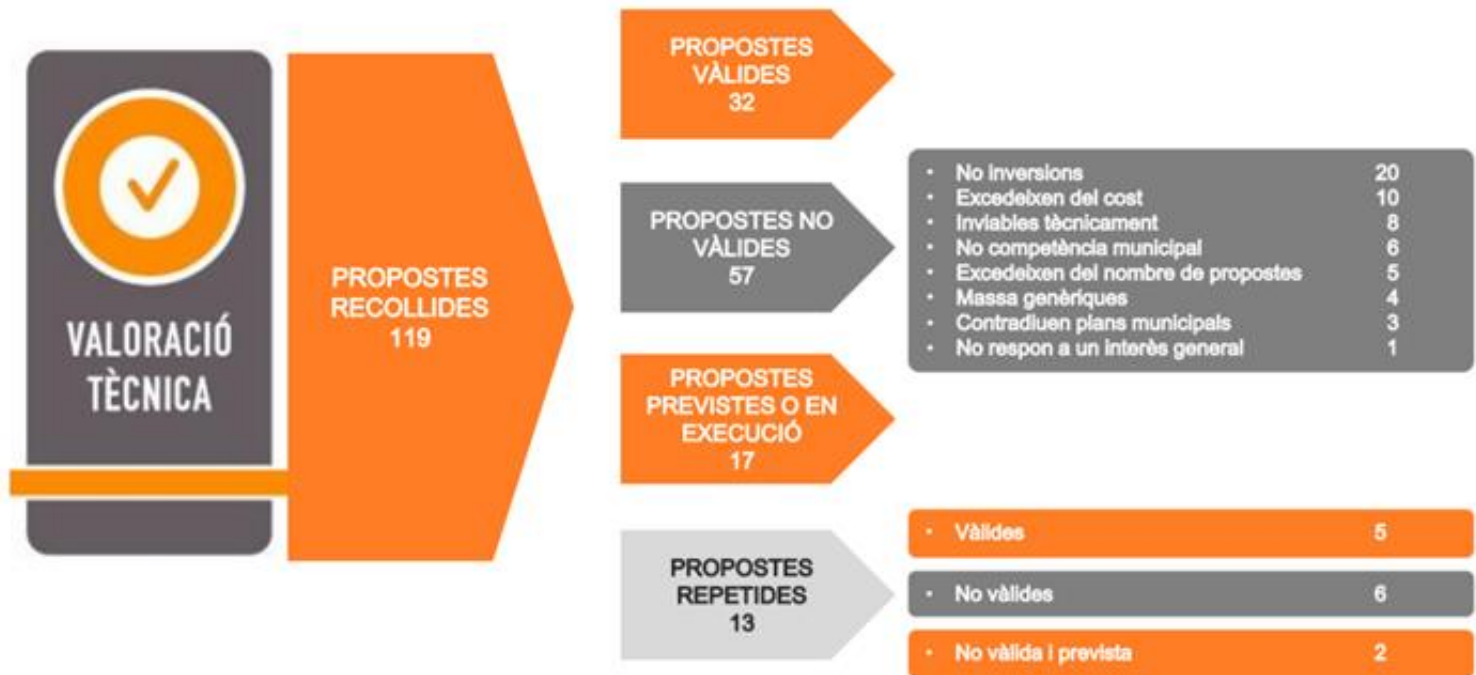 VALORACIÓ
TÈCNICA
PROPOSTES
RECOLLIDES
119
PROPOSTES
VÀLIDES
32
PROPOSTES NO
VÀLIDES
57
• No inversions 20
• Excedeixen del cost 10
• Inviables tècnicament 8
• No competència municipal 6
• Excedeixen del nombre de propostes 5
• Massa genèriques 4
• Contradiuen plans municipals 3
• No respon a un interès general 1
PROPOSTES
PREVISTES O EN
EXECUCIÓ
17
PROPOSTES
REPETIDES
13
• Vàlides 5
• No vàlides 6
• No vàlida i prevista 2